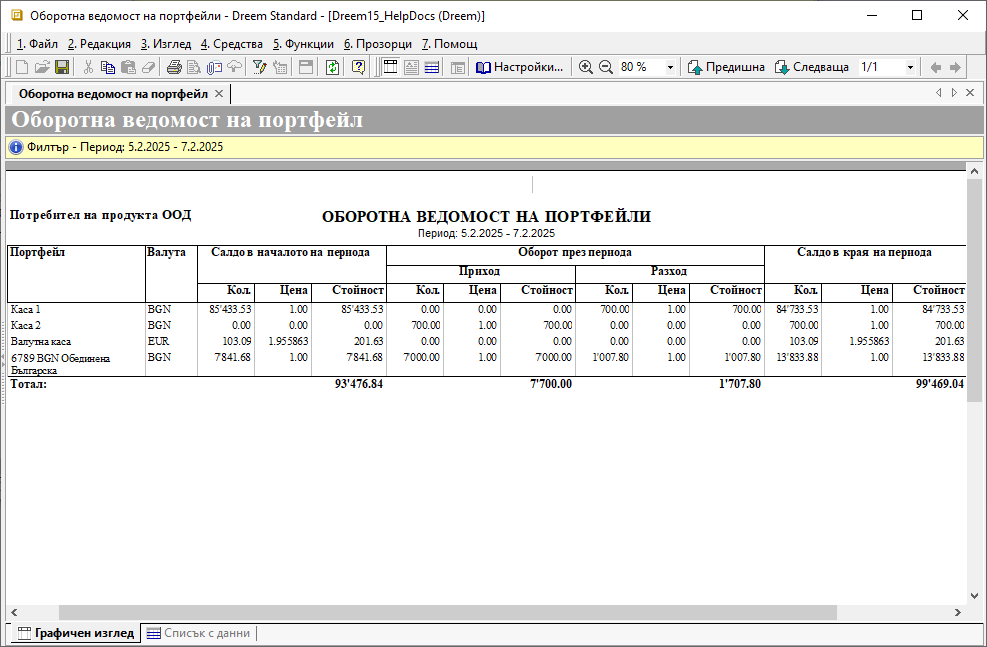 Оборотна ведомост на портфейли - Dreem Standard - [Dreem15_HelpDocs (Dreem)]
1. Файл 2. Редакция 3. Изглед 4. Средства 5. Функции 6. Прозорци 7. Помощ
Настройки... 80 % Предишна Следваща 1/1
Оборотна ведомост на портфейл
Оборотна ведомост на портфейл
Филтър - Период: 5.2.2025 - 7.2.2025
Потребител на продукта ООД
ОБОРОТНА ВЕДОМОСТ НА ПОРТФЕЙЛИ
Период: 5.2.2025 - 7.2.2025
Портфейл Валута Салдо в началото на периода Оборот през периода Салдо в края на периода
Приход Разход
Кол. Цена Стойност Кол. Цена Стойност Кол. Цена Стойност Кол. Цена Стойност
Каса 1 BGN 85'433.53 1.00 85'433.53 0.00 0.00 0.00 700.00 1.00 700.00 84'733.53 1.00 84'733.53
Каса 2 BGN 0.00 0.00 0.00 700.00 1.00 700.00 0.00 0.00 0.00 700.00 1.00 700.00
Валутна каса EUR 103.09 1.955863 201.63 0.00 0.00 0.00 0.00 0.00 0.00 103.09 1.955863 201.63
6789 BGN Обединена BGN 7'841.68 1.00 7'841.68 7'000.00 1.00 7'000.00 1'007.80 1.00 1'007.80 13'833.88 1.00 13'833.88
Българска
Тотал: 93'476.84 7'700.00 1'707.80 99'469.04
Графичен изглед Списък с данни